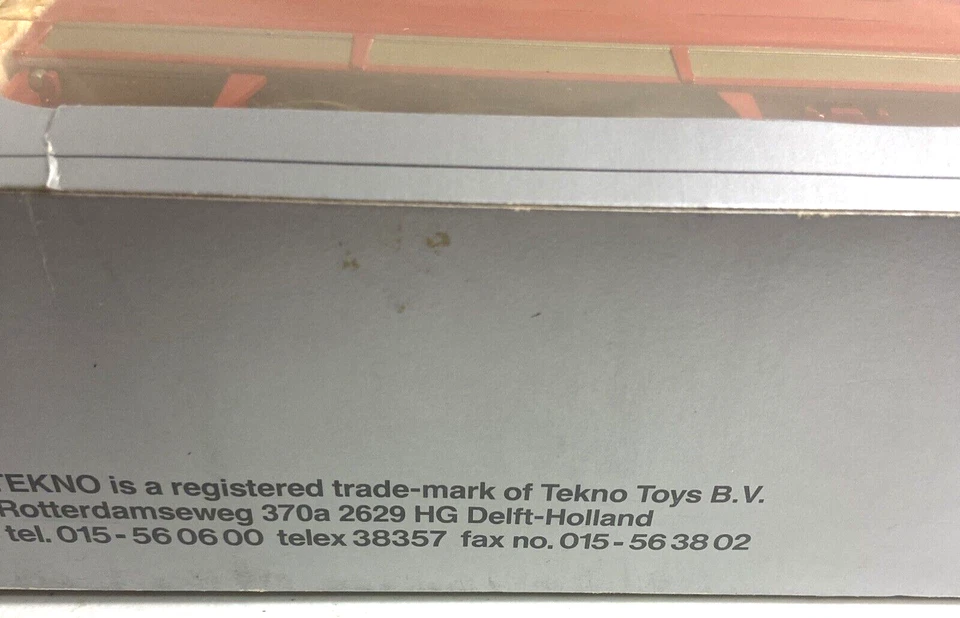 TEKNO is a registered trade-mark of Tekno Toys B.V.
Rotterdamseweg 370a 2629 HG Delft-Holland
tel. 015-56 06 00 telex 38357 fax no. 015-56 38 02